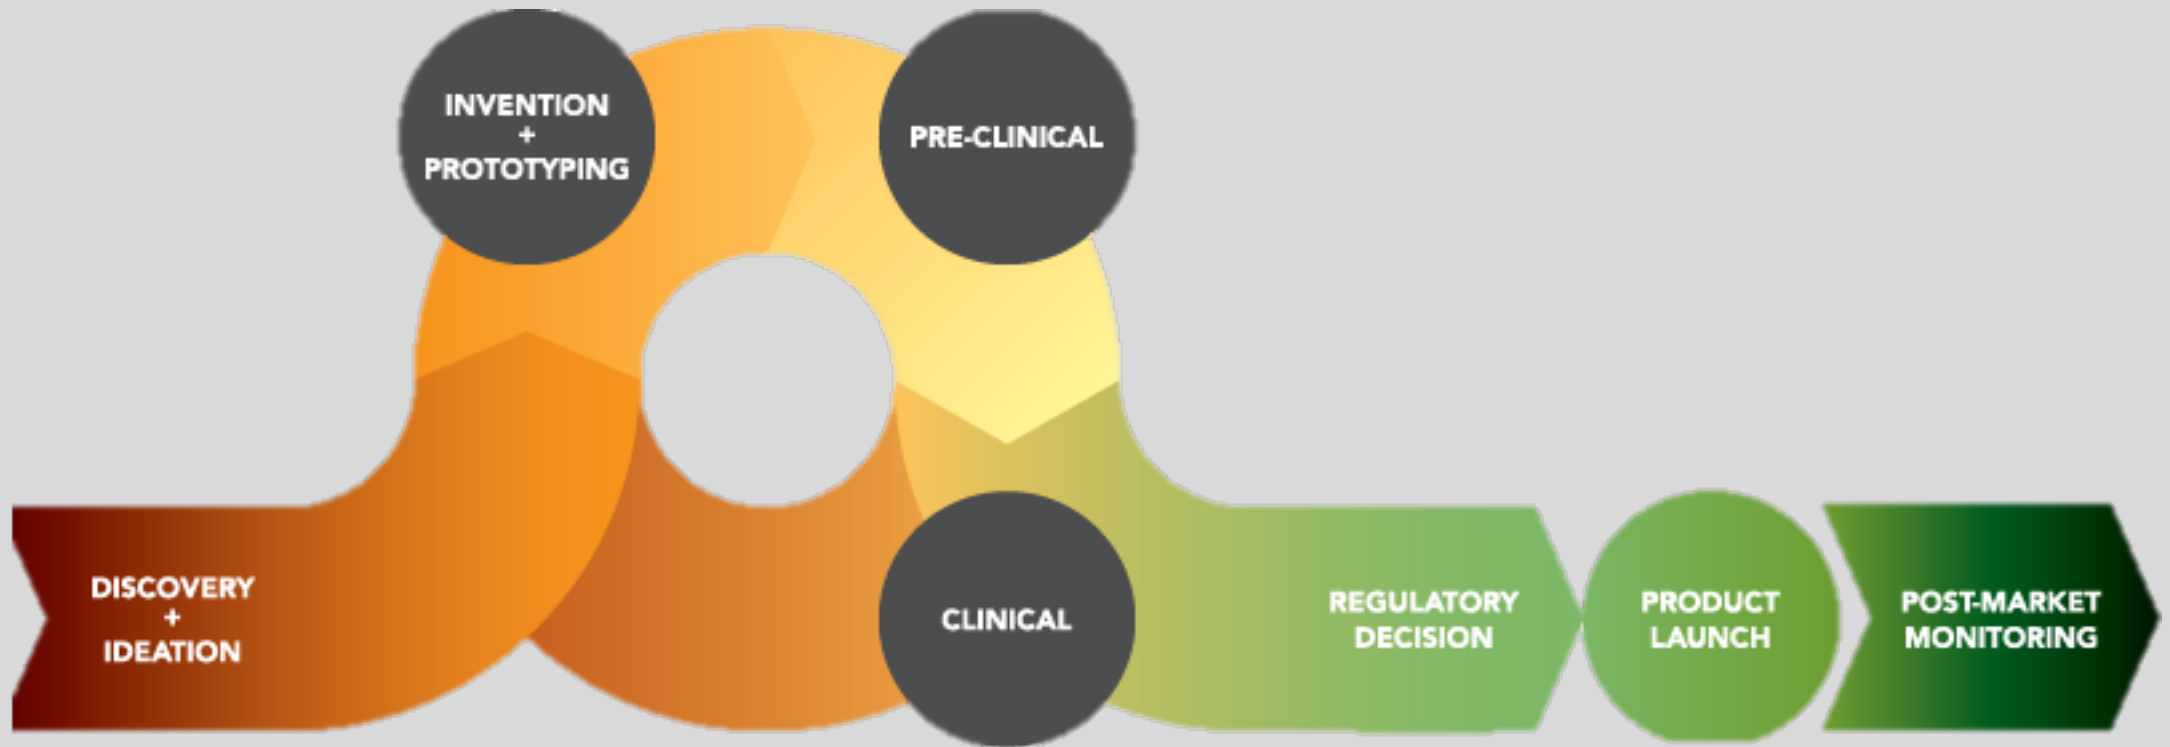 DISCOVERY
+
IDEATION
INVENTION
+
PROTOTYPING
PRE-CLINICAL
CLINICAL
REGULATORY
DECISION
PRODUCT
LAUNCH
POST-MARKET
MONITORING